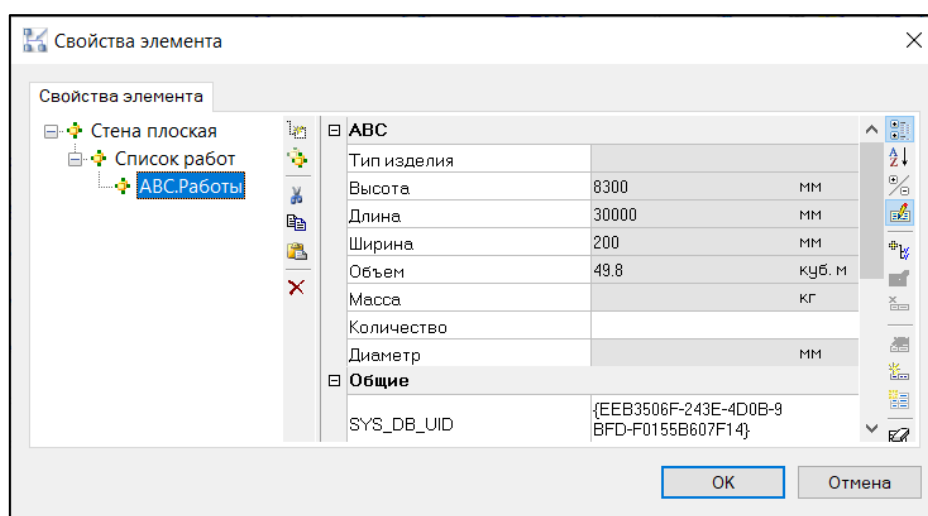 Свойства элемента
Свойства элемента
Стена плоская
Список работ
АВС.Работы
АВС
Тип изделия
Высота 8300 мм
Длина 30000 мм
Ширина 200 мм
Объем 49.8 куб. м
Масса кг
Количество
Диаметр мм
Общие
SYS_DB_UID {EEB3506F-243E-4D0B-9
BFD-F0155B607F14}
OK Отмена